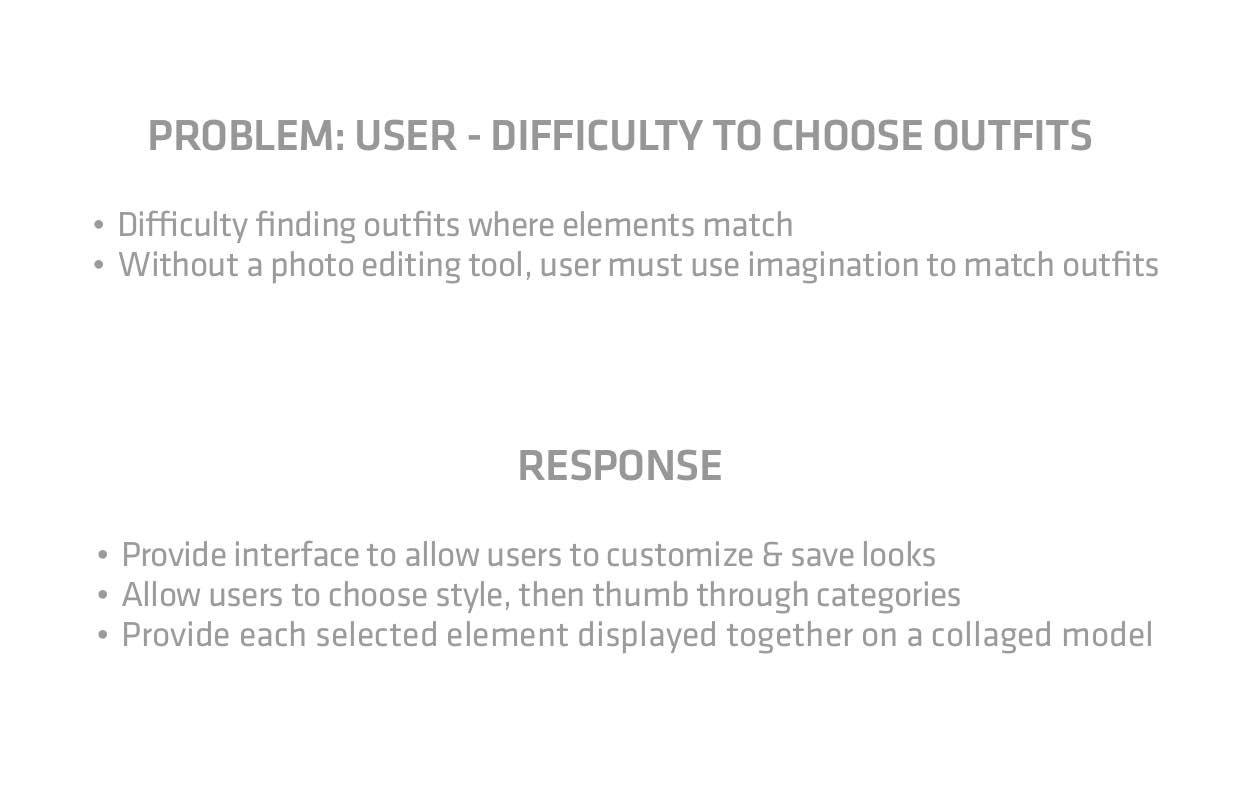 PROBLEM: USER - DIFFICULTY TO CHOOSE OUTFITS
• Difficulty finding outfits where elements match
• Without a photo editing tool, user must use imagination to match outfits
RESPONSE
• Provide interface to allow users to customize & save looks
• Allow users to choose style, then thumb through categories
• Provide each selected element displayed together on a collaged model